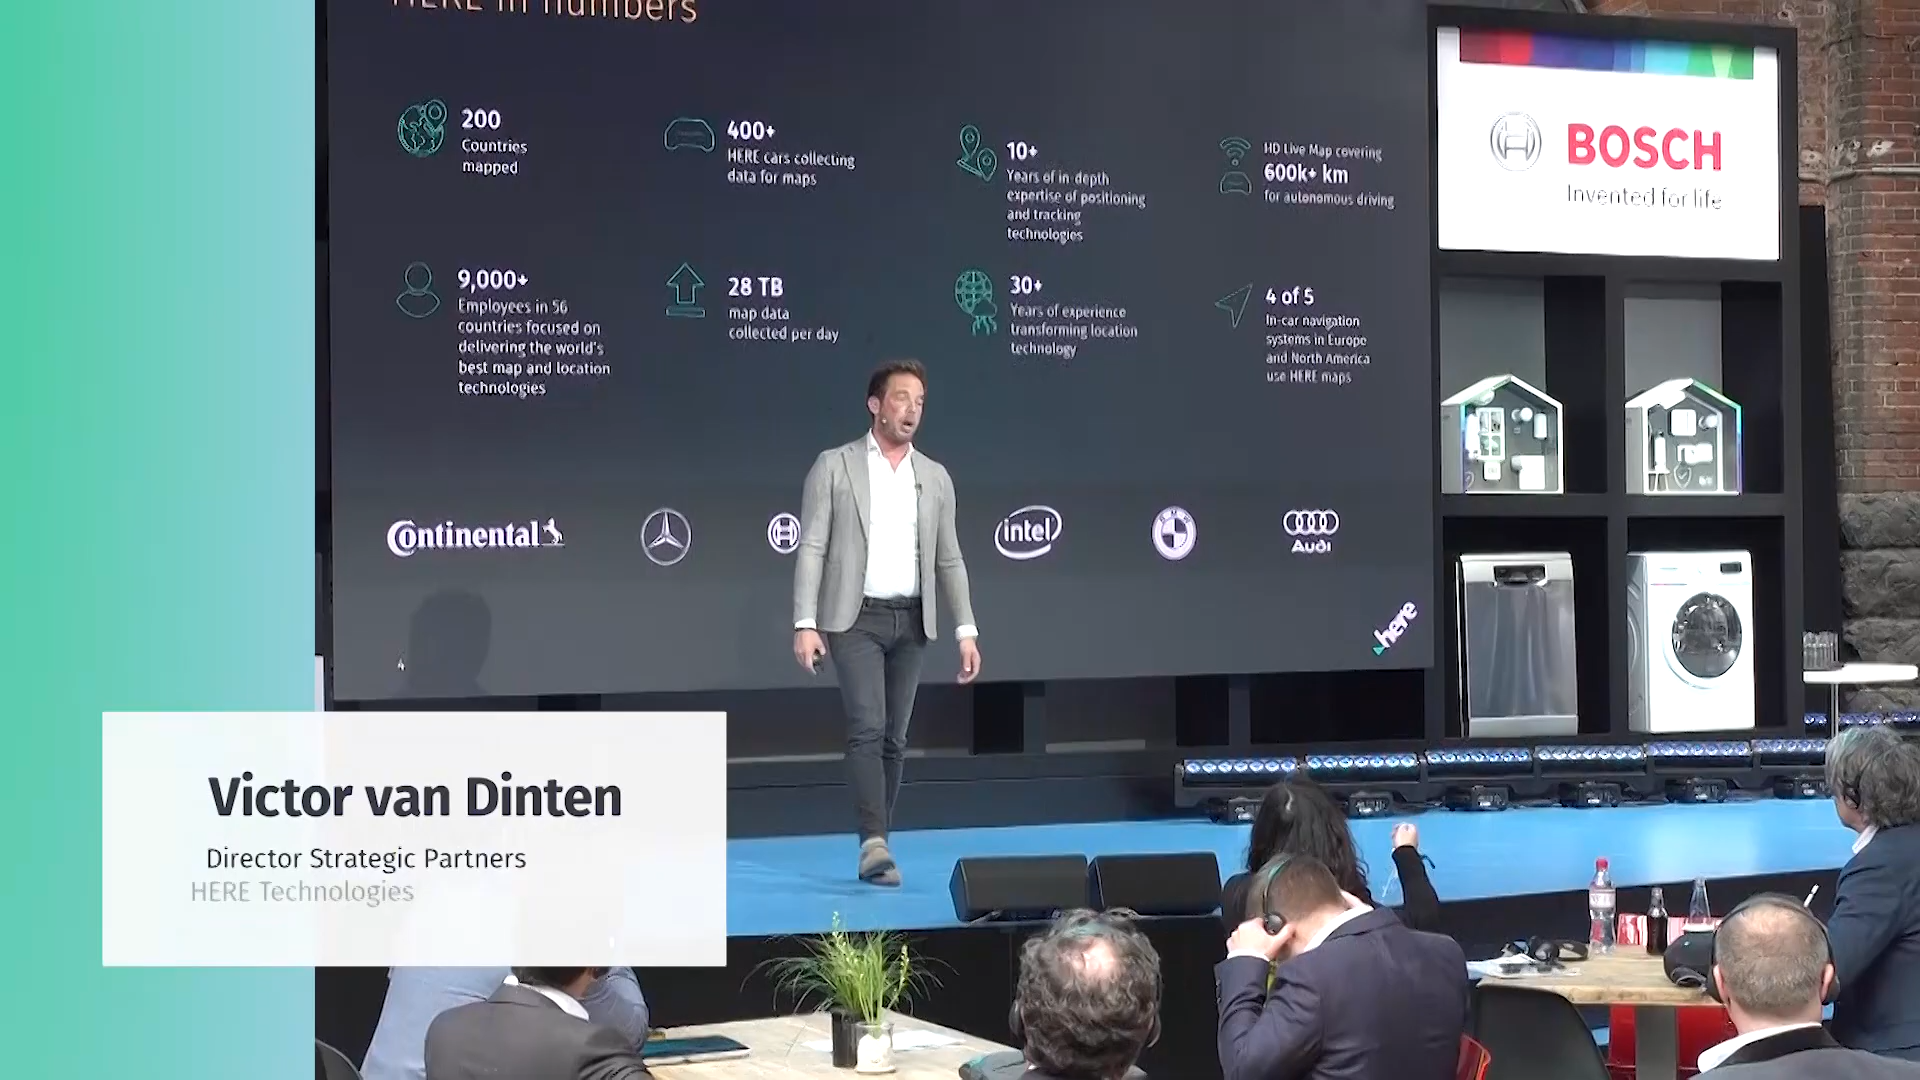 HERE in numbers
200
Countries
mapped
400+
HERE cars collecting
data for maps
10+
Years of in-depth
expertise of positioning
and tracking
technologies
HD Live Map covering
600k+ km
for autonomous driving
9,000+
Employees in 56
countries focused on
delivering the world's
best map and location
technologies
28 TB
map data
collected per day
30+
Years of experience
transforming location
technology
4 of 5
In-car navigation
systems in Europe
and North America
use HERE maps
Continental
intel
BMW
Audi
here
BOSCH
Invented for life
Victor van Dinten
Director Strategic Partners
HERE Technologies